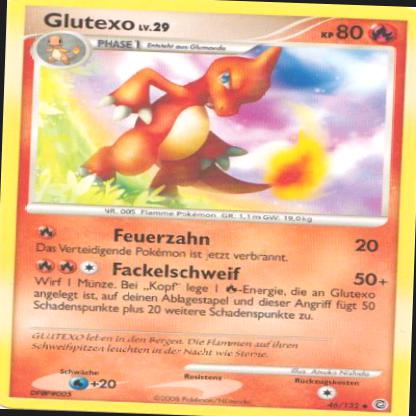 Glutexo LV.29 KP 80
PHASE 1 Entsteht aus Glumanda
NR. 005 Flamme Pokémon GR: 1,1 m GW: 19,0 kg
Feuerzahn 20
Das Verteidigende Pokémon ist jetzt verbrannt.
Fackelschweif 50+
Wirf 1 Münze. Bei „Kopf" lege 1 -Energie, die an Glutexo
angelegt ist, auf deinen Ablagestapel und dieser Angriff fügt 50
Schadenspunkte plus 20 weitere Schadenspunkte zu.
GLUTEXO leben in den Bergen. Die Flammen auf ihren
Schweifspitzen leuchten in der Nacht wie Sterne.
Illus. Atsuko Nishida
Schwäche Resistenz Rückzugskosten
+20
DPBP#005 ©2008 Pokémon/Nintendo 46/132